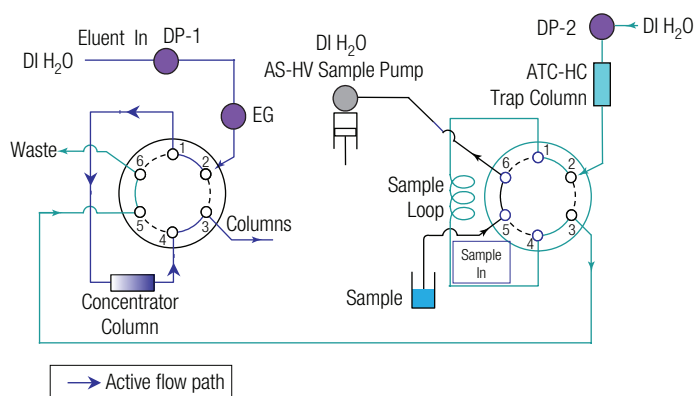 Eluent In
DP-1
DI H₂O
EG
Waste
1
2
3
4
5
6
Columns
Concentrator
Column
DI H₂O
AS-HV Sample Pump
Sample
Loop
Sample
In
Sample
1
2
3
4
5
6
DP-2
DI H₂O
ATC-HC
Trap Column
Active flow path